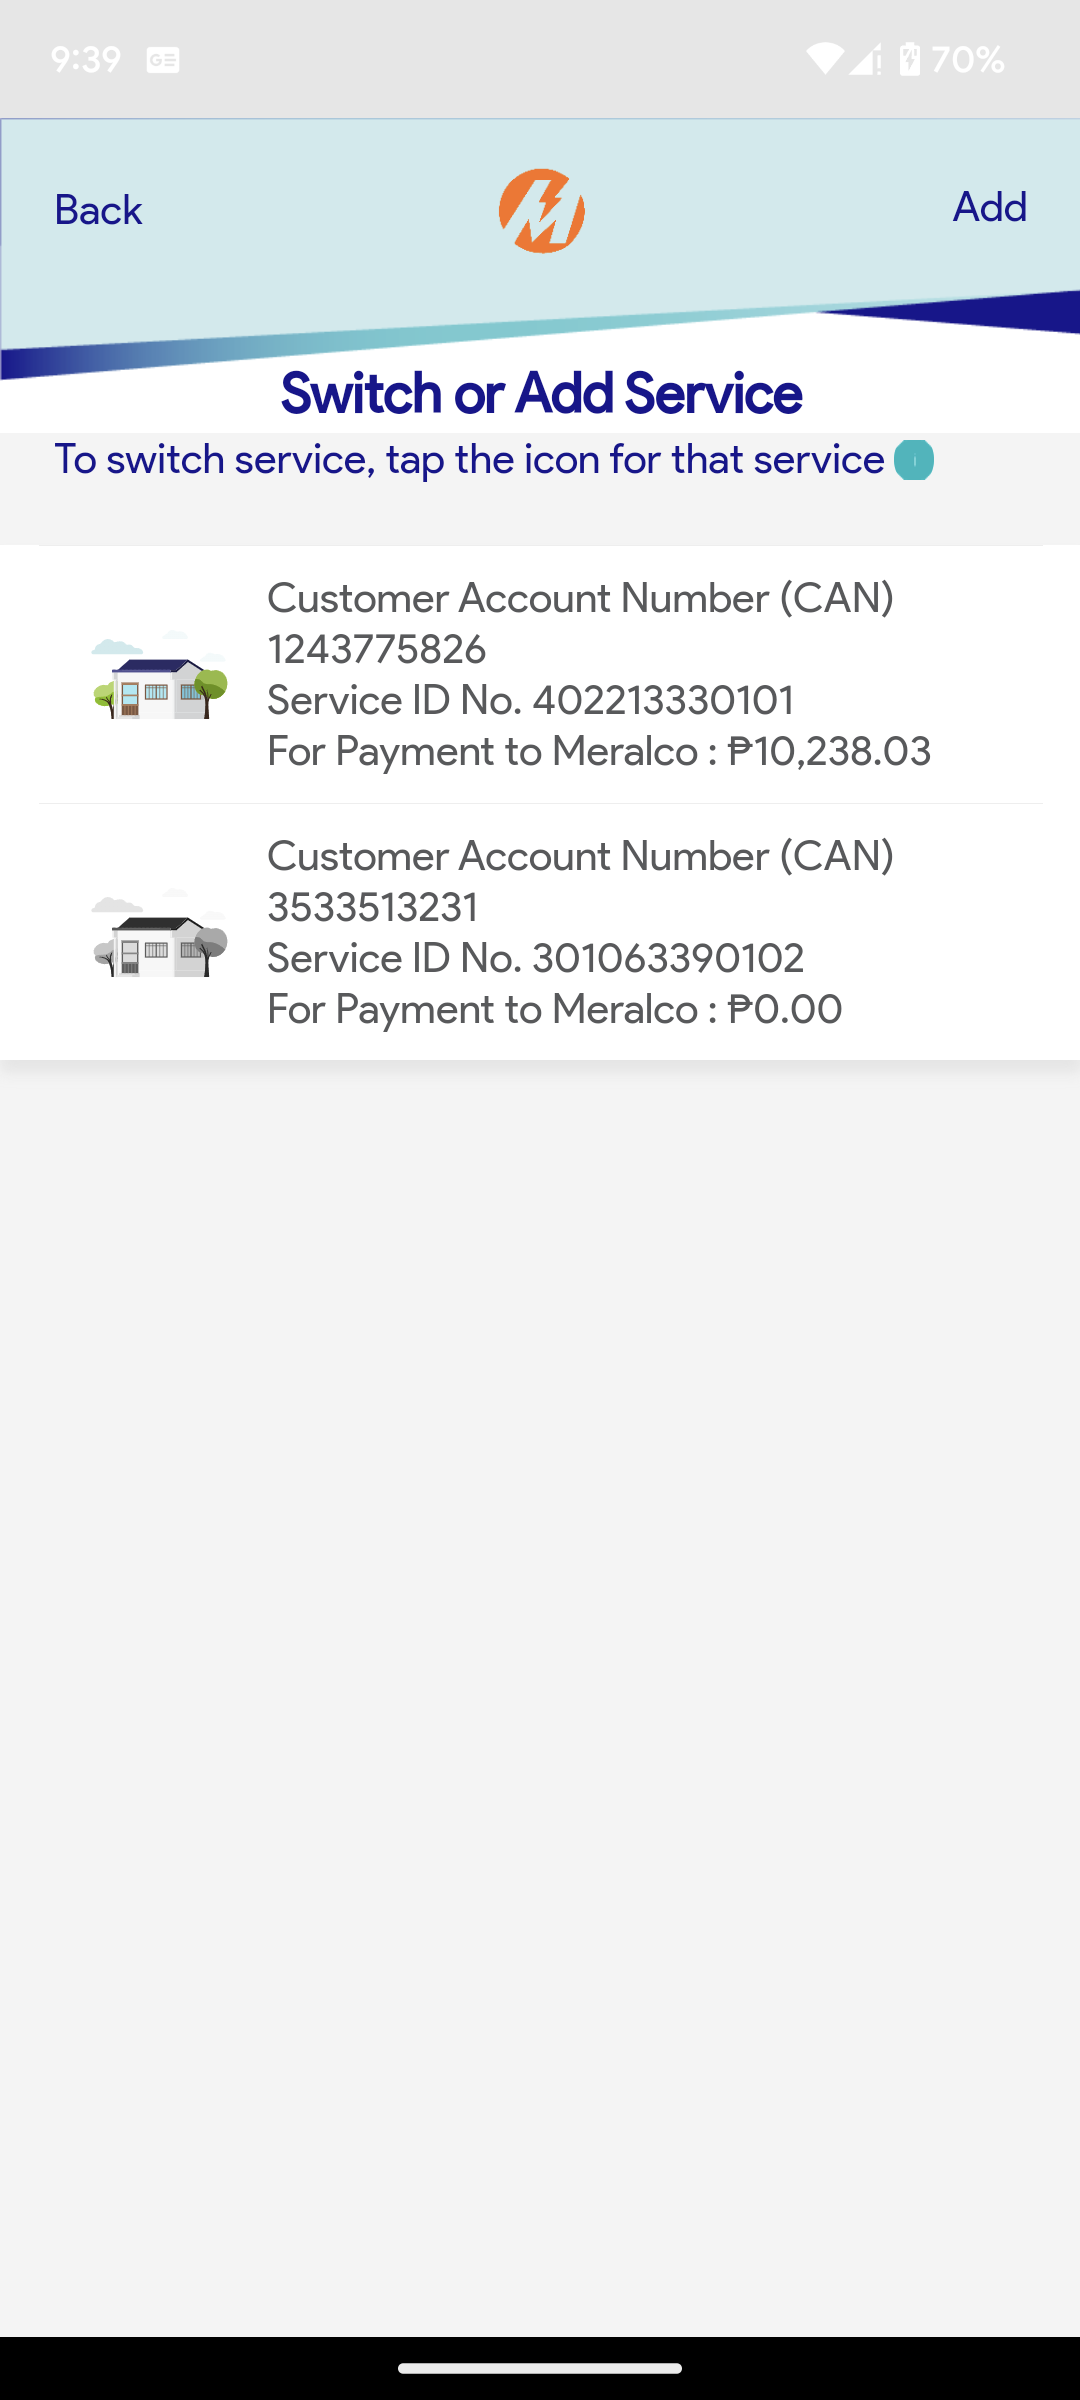 9:39
70%
Back
Add
Switch or Add Service
To switch service, tap the icon for that service
Customer Account Number (CAN)
1243775826
Service ID No. 402213330101
For Payment to Meralco : ₱10,238.03
Customer Account Number (CAN)
3533513231
Service ID No. 301063390102
For Payment to Meralco : ₱0.00